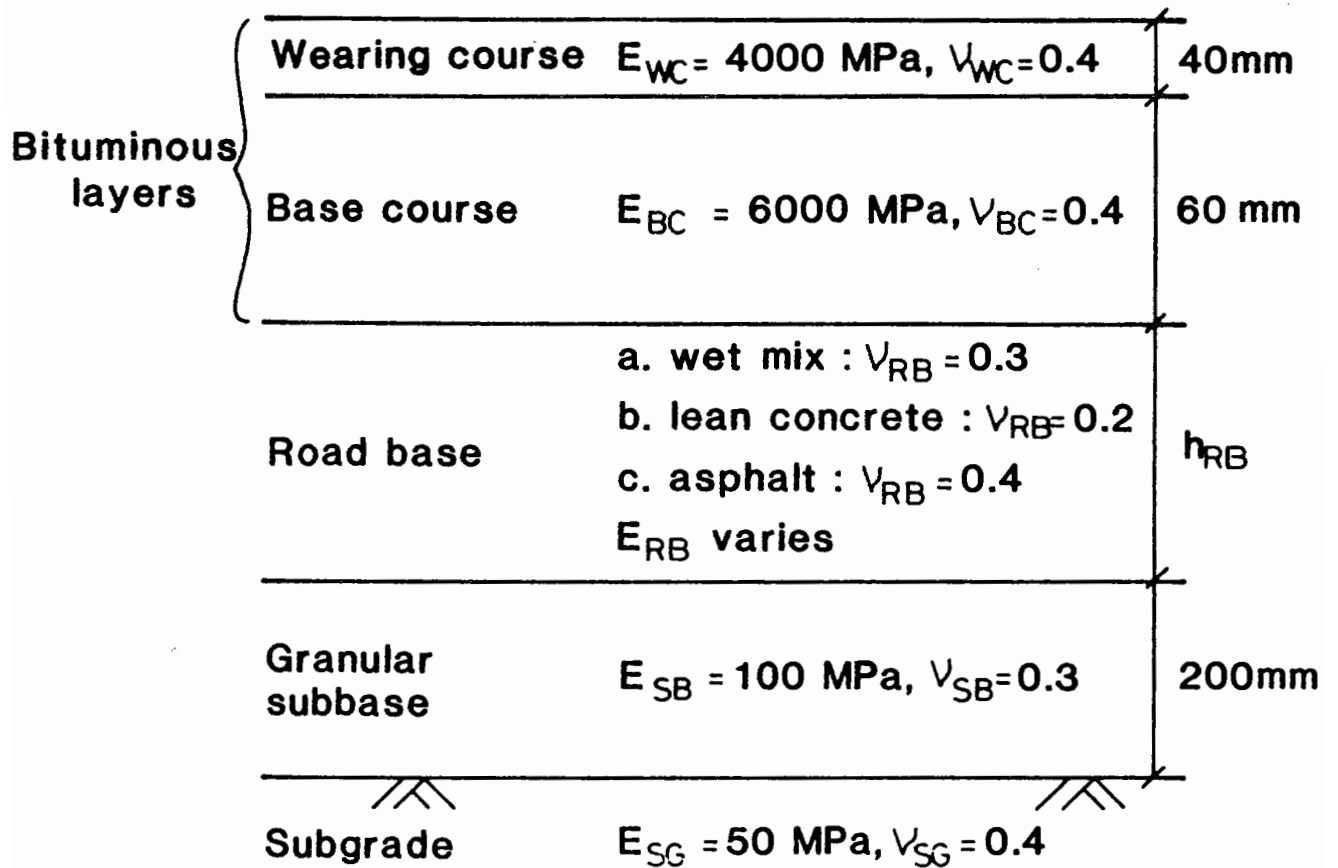 Wearing course E_WC = 4000 MPa, ν_WC = 0.4 40mm
Bituminous layers
Base course E_BC = 6000 MPa, ν_BC = 0.4 60 mm
a. wet mix : ν_RB = 0.3
b. lean concrete : ν_RB = 0.2
Road base h_RB
c. asphalt : ν_RB = 0.4
E_RB varies
Granular subbase E_SB = 100 MPa, ν_SB = 0.3 200mm
Subgrade E_SG = 50 MPa, ν_SG = 0.4